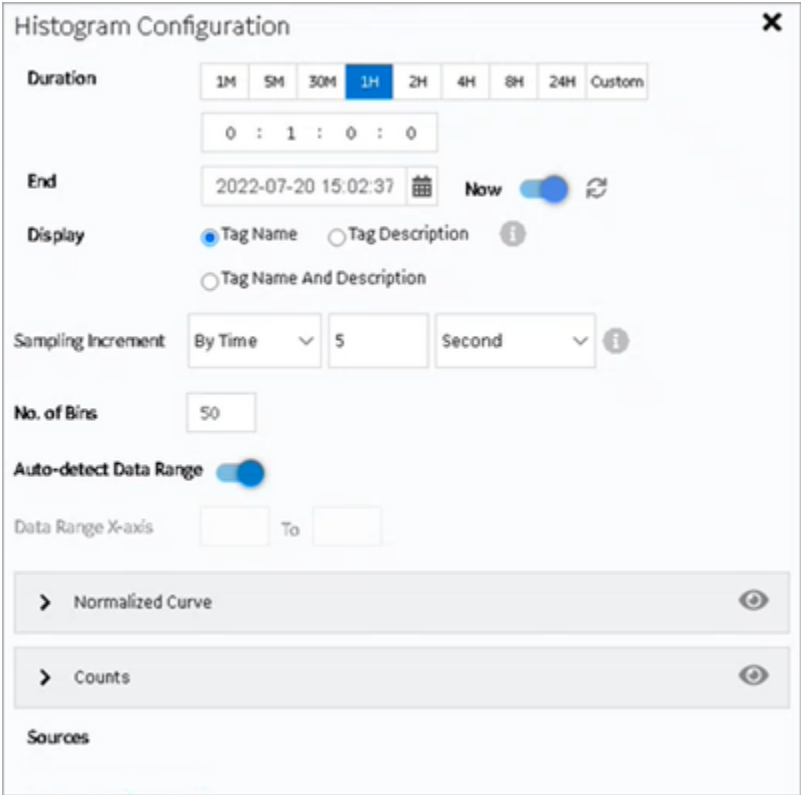 Histogram Configuration
Duration 1M 5M 30M 1H 2H 4H 8H 24H Custom
0 : 1 : 0 : 0
End 2022-07-20 15:02:37 Now
Display Tag Name Tag Description
Tag Name And Description
Sampling Increment By Time 5 Second
No. of Bins 50
Auto-detect Data Range
Data Range X-axis To
Normalized Curve
Counts
Sources